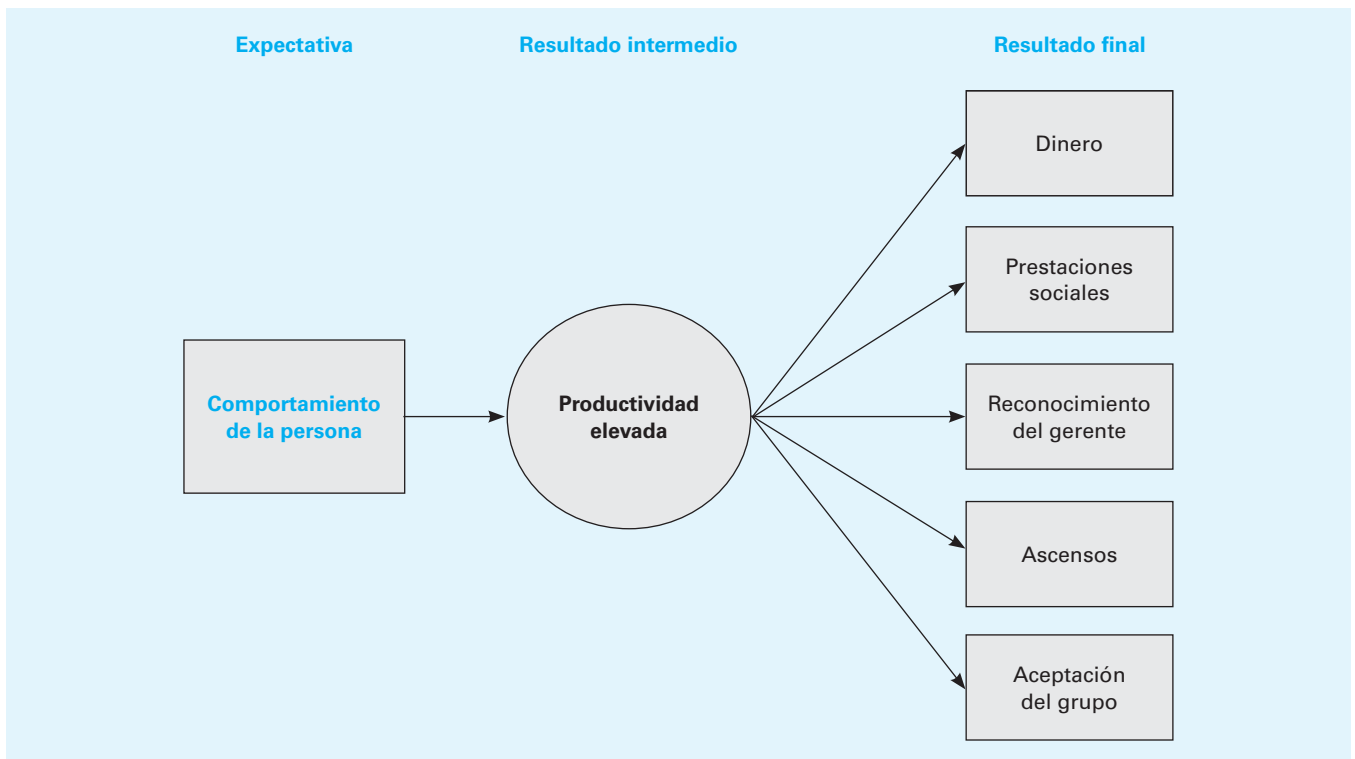 Expectativa
Resultado intermedio
Resultado final
Comportamiento
de la persona
Productividad
elevada
Dinero
Prestaciones
sociales
Reconocimiento
del gerente
Ascensos
Aceptación
del grupo